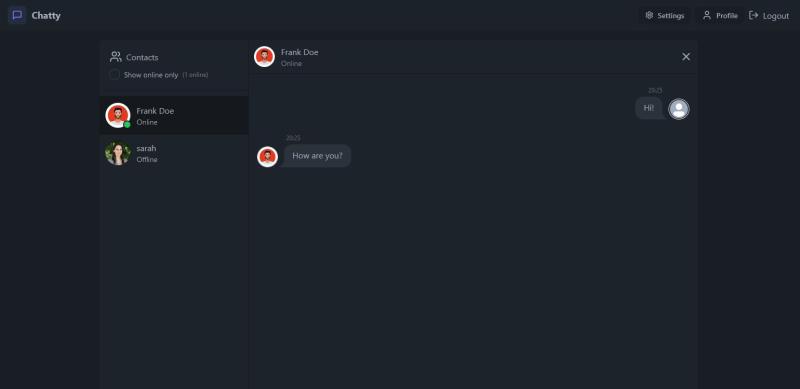 Chatty
Settings
Profile
Logout
Contacts
Show online only (1 online)
Frank Doe
Online
sarah
Offline
Frank Doe
Online
20:25
Hi!
20:25
How are you?